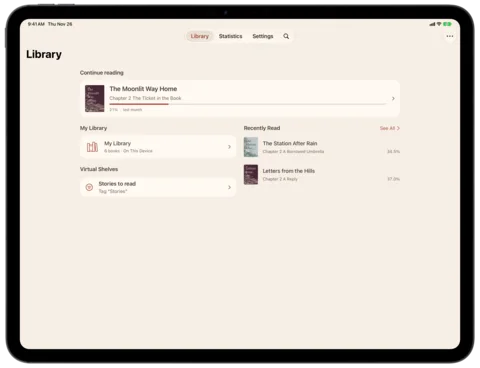 9:41 AM Thu Nov 26
Library
Statistics
Settings
Library
Continue reading
The Moonlit Way Home
Chapter 2 The Ticket in the Book
My Library
My Library
6 books · On This Device
Virtual Shelves
Stories to read
Tag "Stories"
Recently Read
See All
The Station After Rain
Chapter 2 A Borrowed Umbrella
24.5%
Letters from the Hills
Chapter 2 A Reply
37.5%